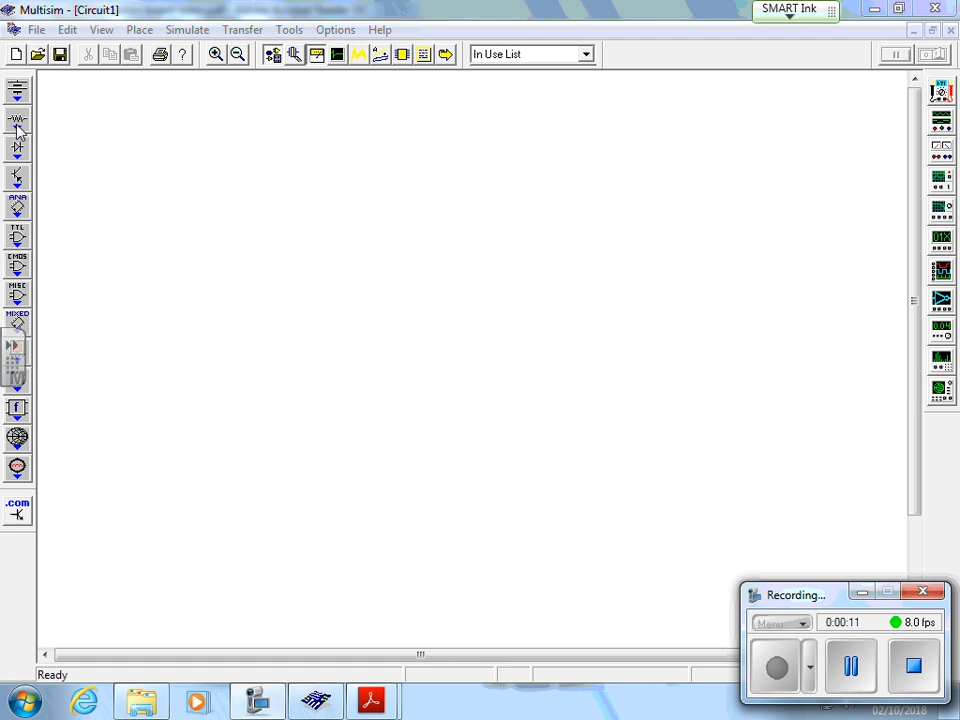 Multisim - [Circuit1]
SMART Ink
File Edit View Place Simulate Transfer Tools Options Help
In Use List
ANA
TTL
CMOS
MISC
MIXED
M
f
.com
Recording...
Menu
0:00:11
8.0 fps
Ready
02/10/2018